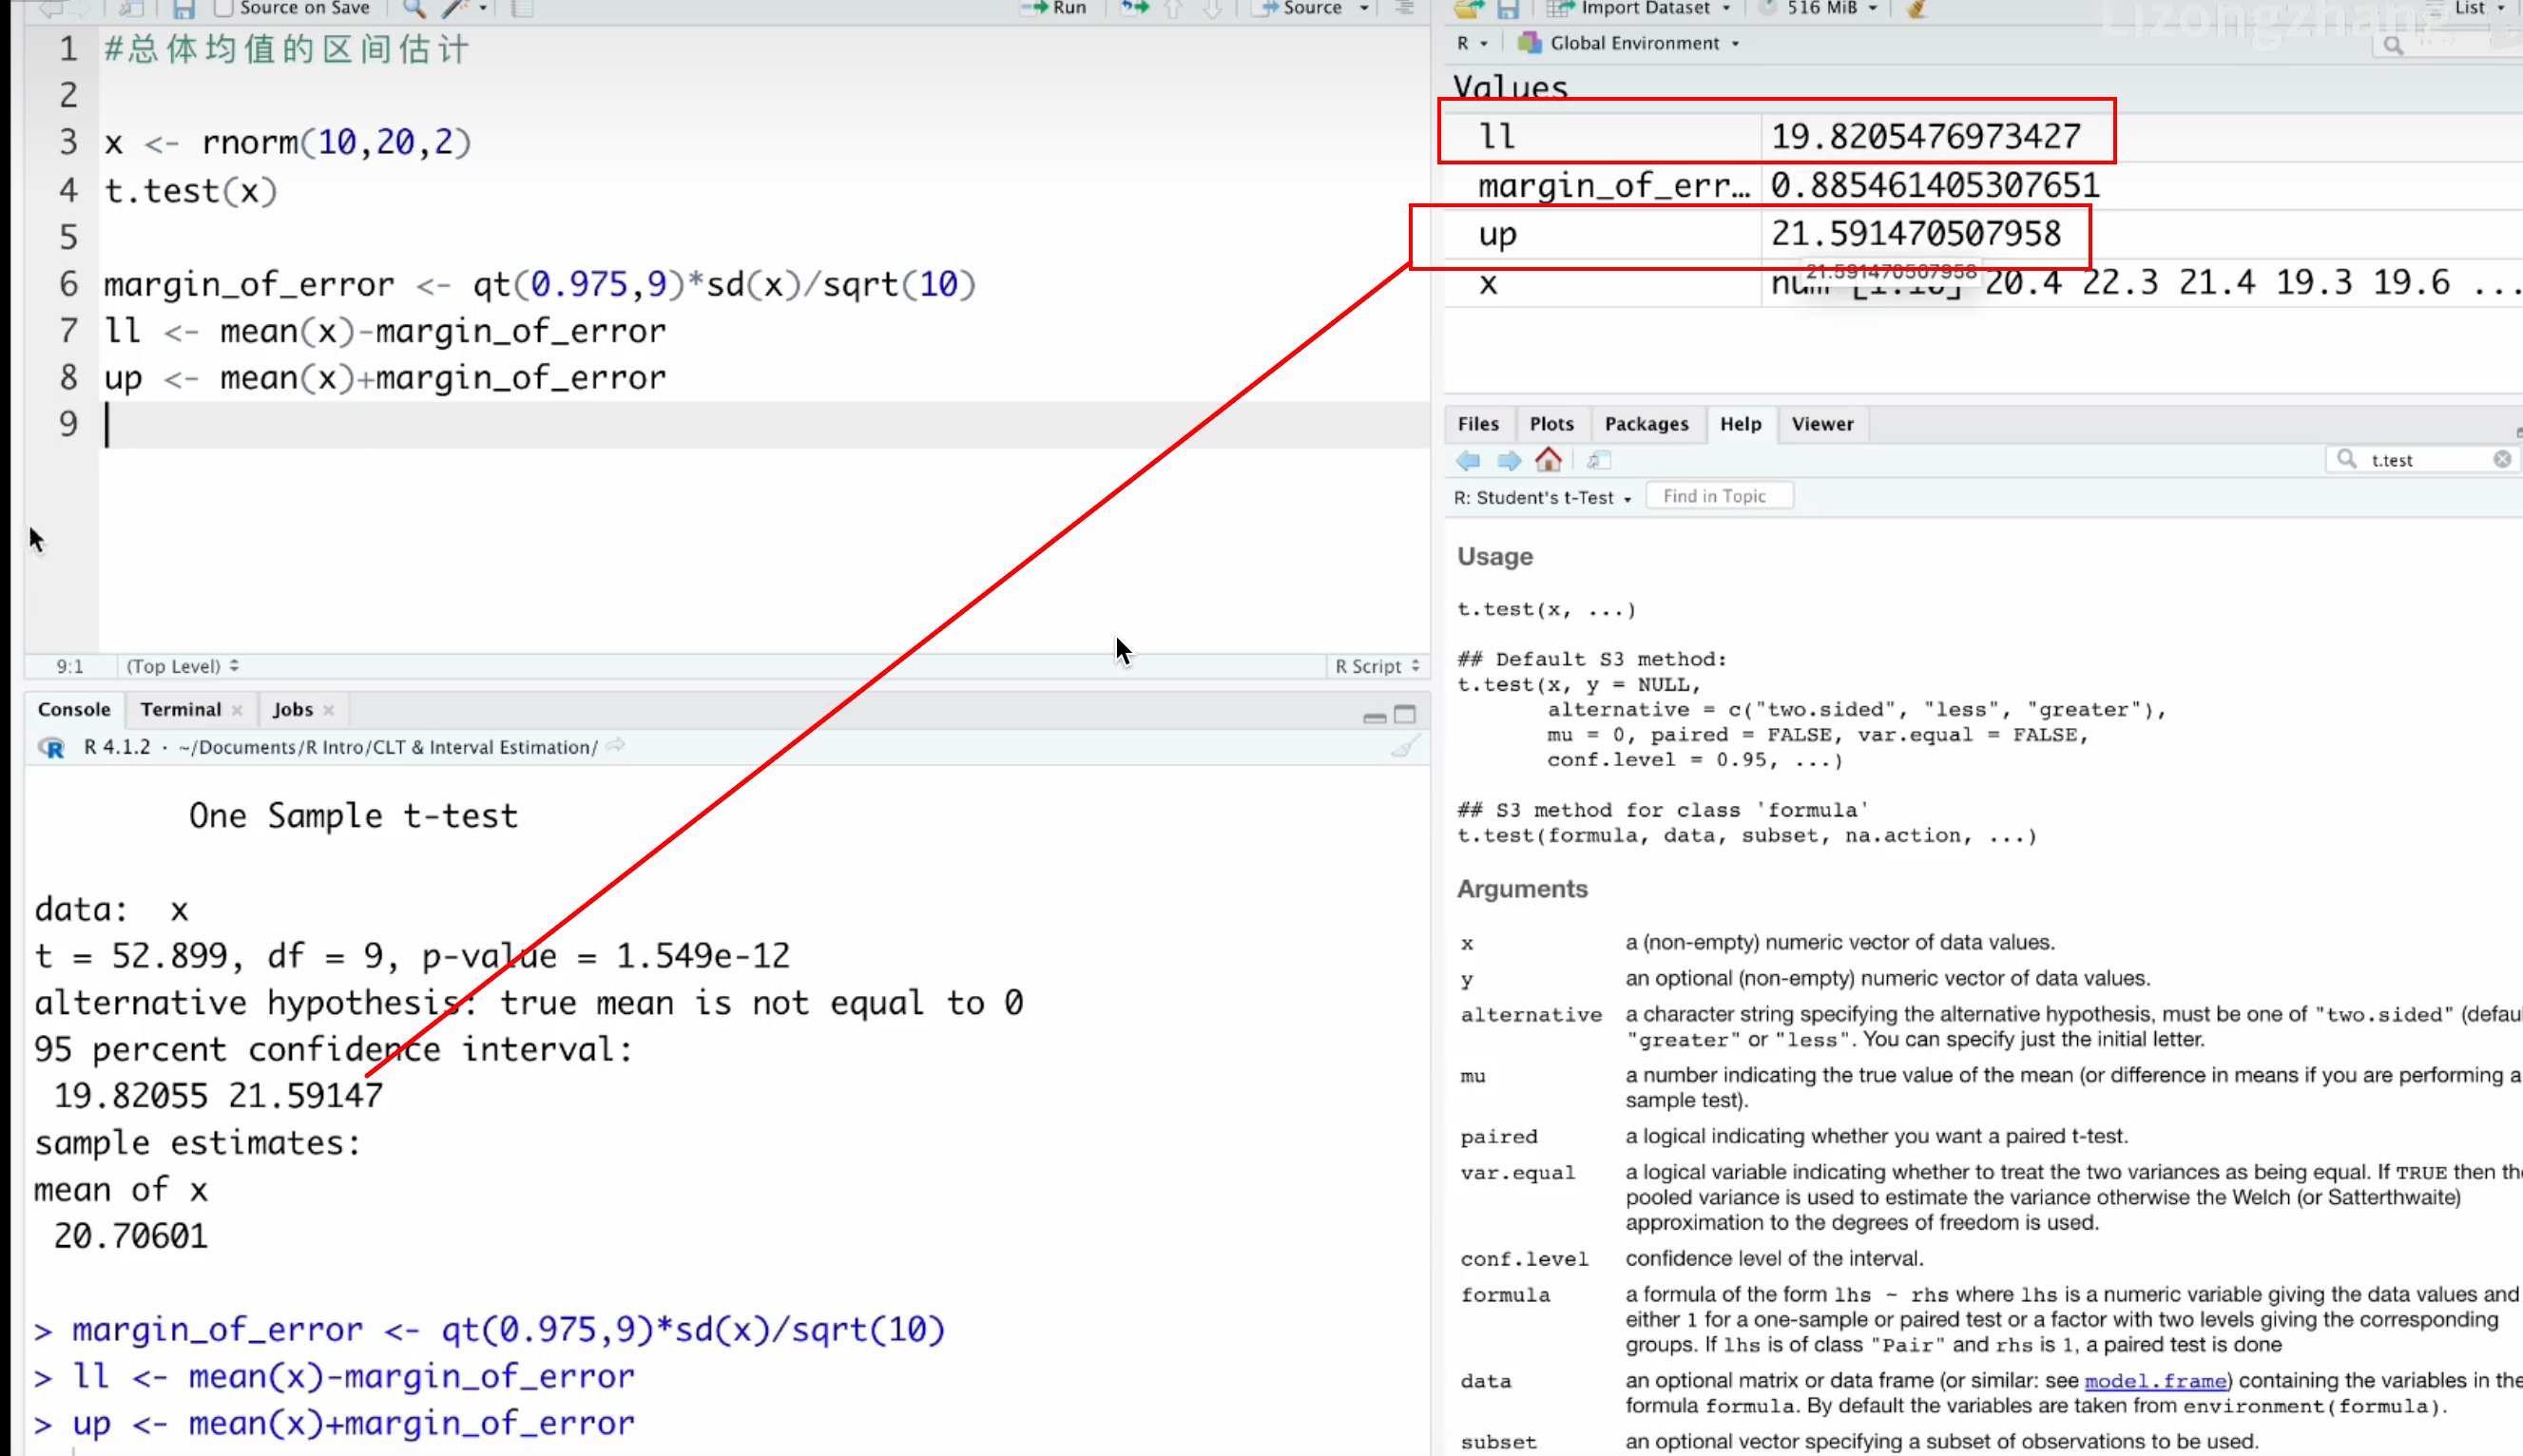 Source on Save
Run
Source
1 #总体均值的区间估计
2
3 x <- rnorm(10,20,2)
4 t.test(x)
5
6 margin_of_error <- qt(0.975,9)*sd(x)/sqrt(10)
7 ll <- mean(x)-margin_of_error
8 up <- mean(x)+margin_of_error
9
9:1 (Top Level) R Script
Console Terminal Jobs
R 4.1.2 · ~/Documents/R Intro/CLT & Interval Estimation/
One Sample t-test
data: x
t = 52.899, df = 9, p-value = 1.549e-12
alternative hypothesis: true mean is not equal to 0
95 percent confidence interval:
19.82055 21.59147
sample estimates:
mean of x
20.70601
> margin_of_error <- qt(0.975,9)*sd(x)/sqrt(10)
> ll <- mean(x)-margin_of_error
> up <- mean(x)+margin_of_error
Import Dataset 516 MiB List
Lizongzhang
R Global Environment
Values
ll 19.8205476973427
margin_of_err… 0.885461405307651
up 21.591470507958
21.591470507958
x num [1:10] 20.4 22.3 21.4 19.3 19.6 ...
Files Plots Packages Help Viewer
t.test
R: Student's t-Test Find in Topic
Usage
t.test(x, ...)
## Default S3 method:
t.test(x, y = NULL,
alternative = c("two.sided", "less", "greater"),
mu = 0, paired = FALSE, var.equal = FALSE,
conf.level = 0.95, ...)
## S3 method for class 'formula'
t.test(formula, data, subset, na.action, ...)
Arguments
x a (non-empty) numeric vector of data values.
y an optional (non-empty) numeric vector of data values.
alternative a character string specifying the alternative hypothesis, must be one of "two.sided" (defau
"greater" or "less". You can specify just the initial letter.
mu a number indicating the true value of the mean (or difference in means if you are performing a
sample test).
paired a logical indicating whether you want a paired t-test.
var.equal a logical variable indicating whether to treat the two variances as being equal. If TRUE then the
pooled variance is used to estimate the variance otherwise the Welch (or Satterthwaite)
approximation to the degrees of freedom is used.
conf.level confidence level of the interval.
formula a formula of the form lhs ~ rhs where lhs is a numeric variable giving the data values and
either 1 for a one-sample or paired test or a factor with two levels giving the corresponding
groups. If lhs is of class "Pair" and rhs is 1, a paired test is done
data an optional matrix or data frame (or similar: see model.frame) containing the variables in the
formula formula. By default the variables are taken from environment(formula).
subset an optional vector specifying a subset of observations to be used.